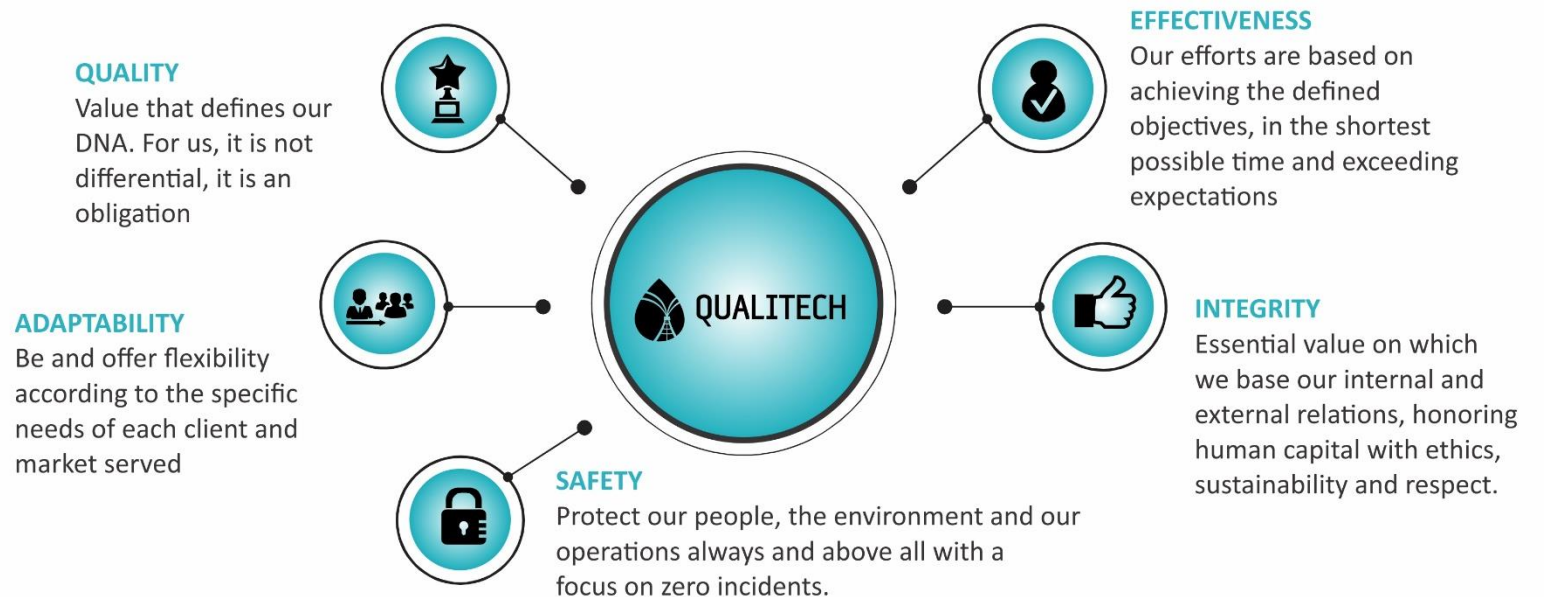 QUALITY
Value that defines our
DNA. For us, it is not
differential, it is an
obligation
EFFECTIVENESS
Our efforts are based on
achieving the defined
objectives, in the shortest
possible time and exceeding
expectations
QUALITECH
ADAPTABILITY
Be and offer flexibility
according to the specific
needs of each client and
market served
INTEGRITY
Essential value on which
we base our internal and
external relations, honoring
human capital with ethics,
sustainability and respect.
SAFETY
Protect our people, the environment and our
operations always and above all with a
focus on zero incidents.